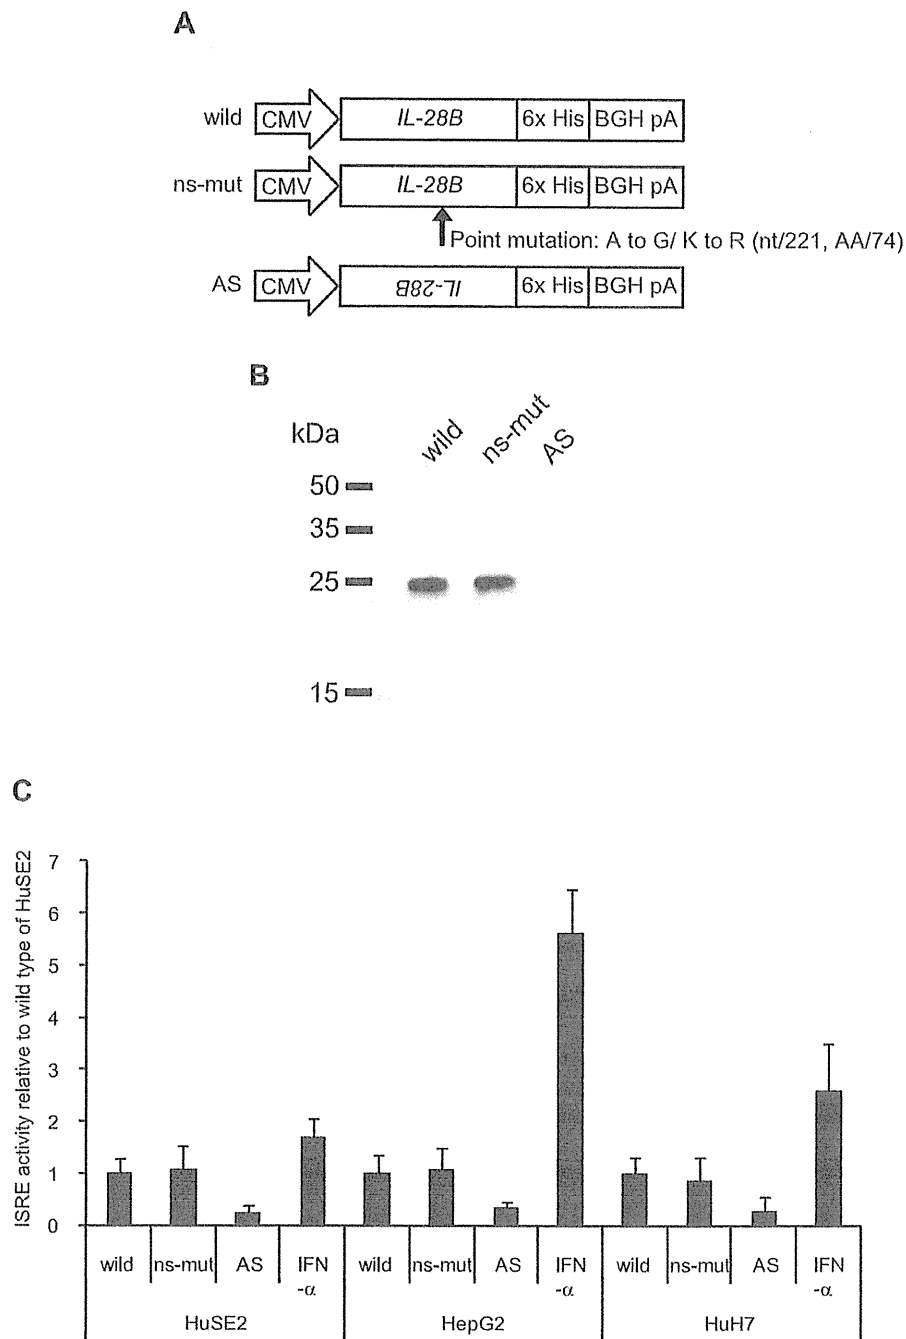 A
wild CMV IL-28B 6x His BGH pA
ns-mut CMV IL-28B 6x His BGH pA
Point mutation: A to G/ K to R (nt/221, AA/74)
AS CMV IL-28B 6x His BGH pA
B
kDa wild ns-mut AS
50
35
25
15
C
ISRE activity relative to wild type of HuSE2
7
6
5
4
3
2
1
0
wild ns-mut AS IFN-α wild ns-mut AS IFN-α wild ns-mut AS IFN-α
HuSE2 HepG2 HuH7